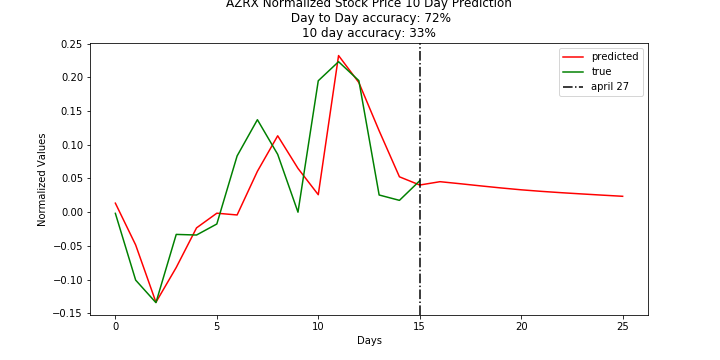 AZRX Normalized Stock Price 10 Day Prediction
Day to Day accuracy: 72%
10 day accuracy: 33%
0.25
0.20
0.15
0.10
0.05
0.00
−0.05
−0.10
−0.15
Normalized Values
predicted
true
april 27
0
5
10
15
20
25
Days